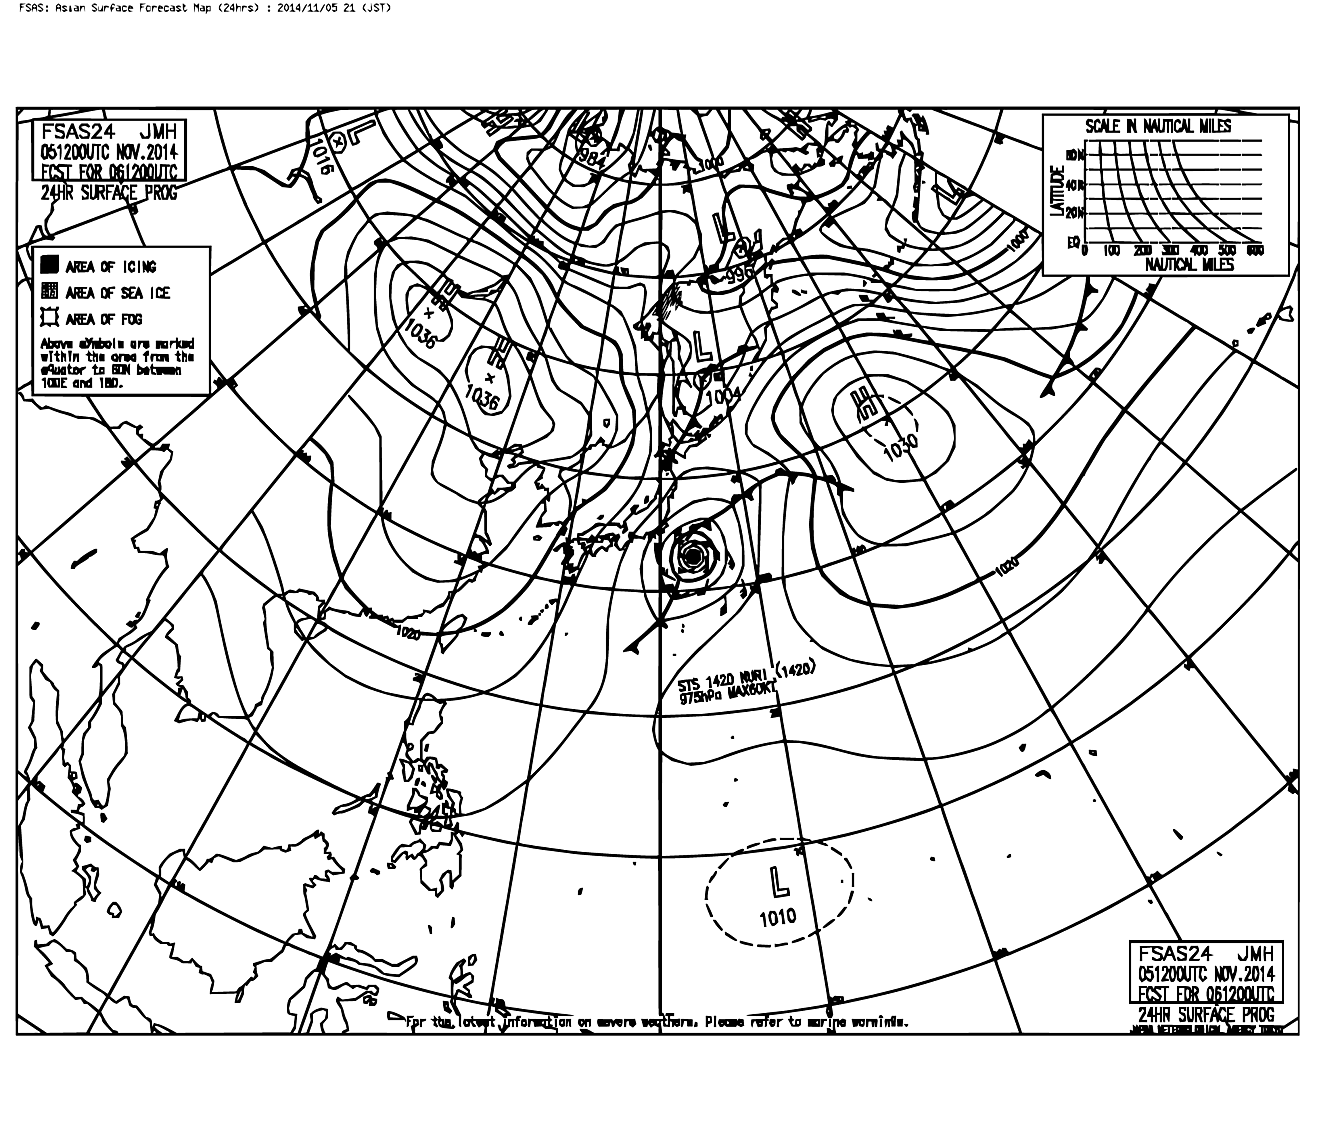 FSAS: Asian Surface Forecast Map (24hrs) : 2014/11/05 21 (JST)
FSAS24 JMH
051200UTC NOV.2014
FCST FOR 061200UTC
24HR SURFACE PROG
AREA OF ICING
AREA OF SEA ICE
AREA OF FOG
Above symbols are marked
within the area from the
equator to 60N between
100E and 180.
SCALE IN NAUTICAL MILES
LATITUDE
60N
40N
20N
EQ
0 100 200 300 400 500 600
NAUTICAL MILES
L
1016
H
984
1000
L
996
L
1000
H
1036
H
1036
L
1004
H
1030
1020
1020
STS 1420 NURI (1420)
975hPa MAX60KT
L
1010
FSAS24 JMH
051200UTC NOV.2014
FCST FOR 061200UTC
24HR SURFACE PROG
JAPAN METEOROLOGICAL AGENCY TOKYO
For the latest information on severe weathers, Please refer to marine warnings.